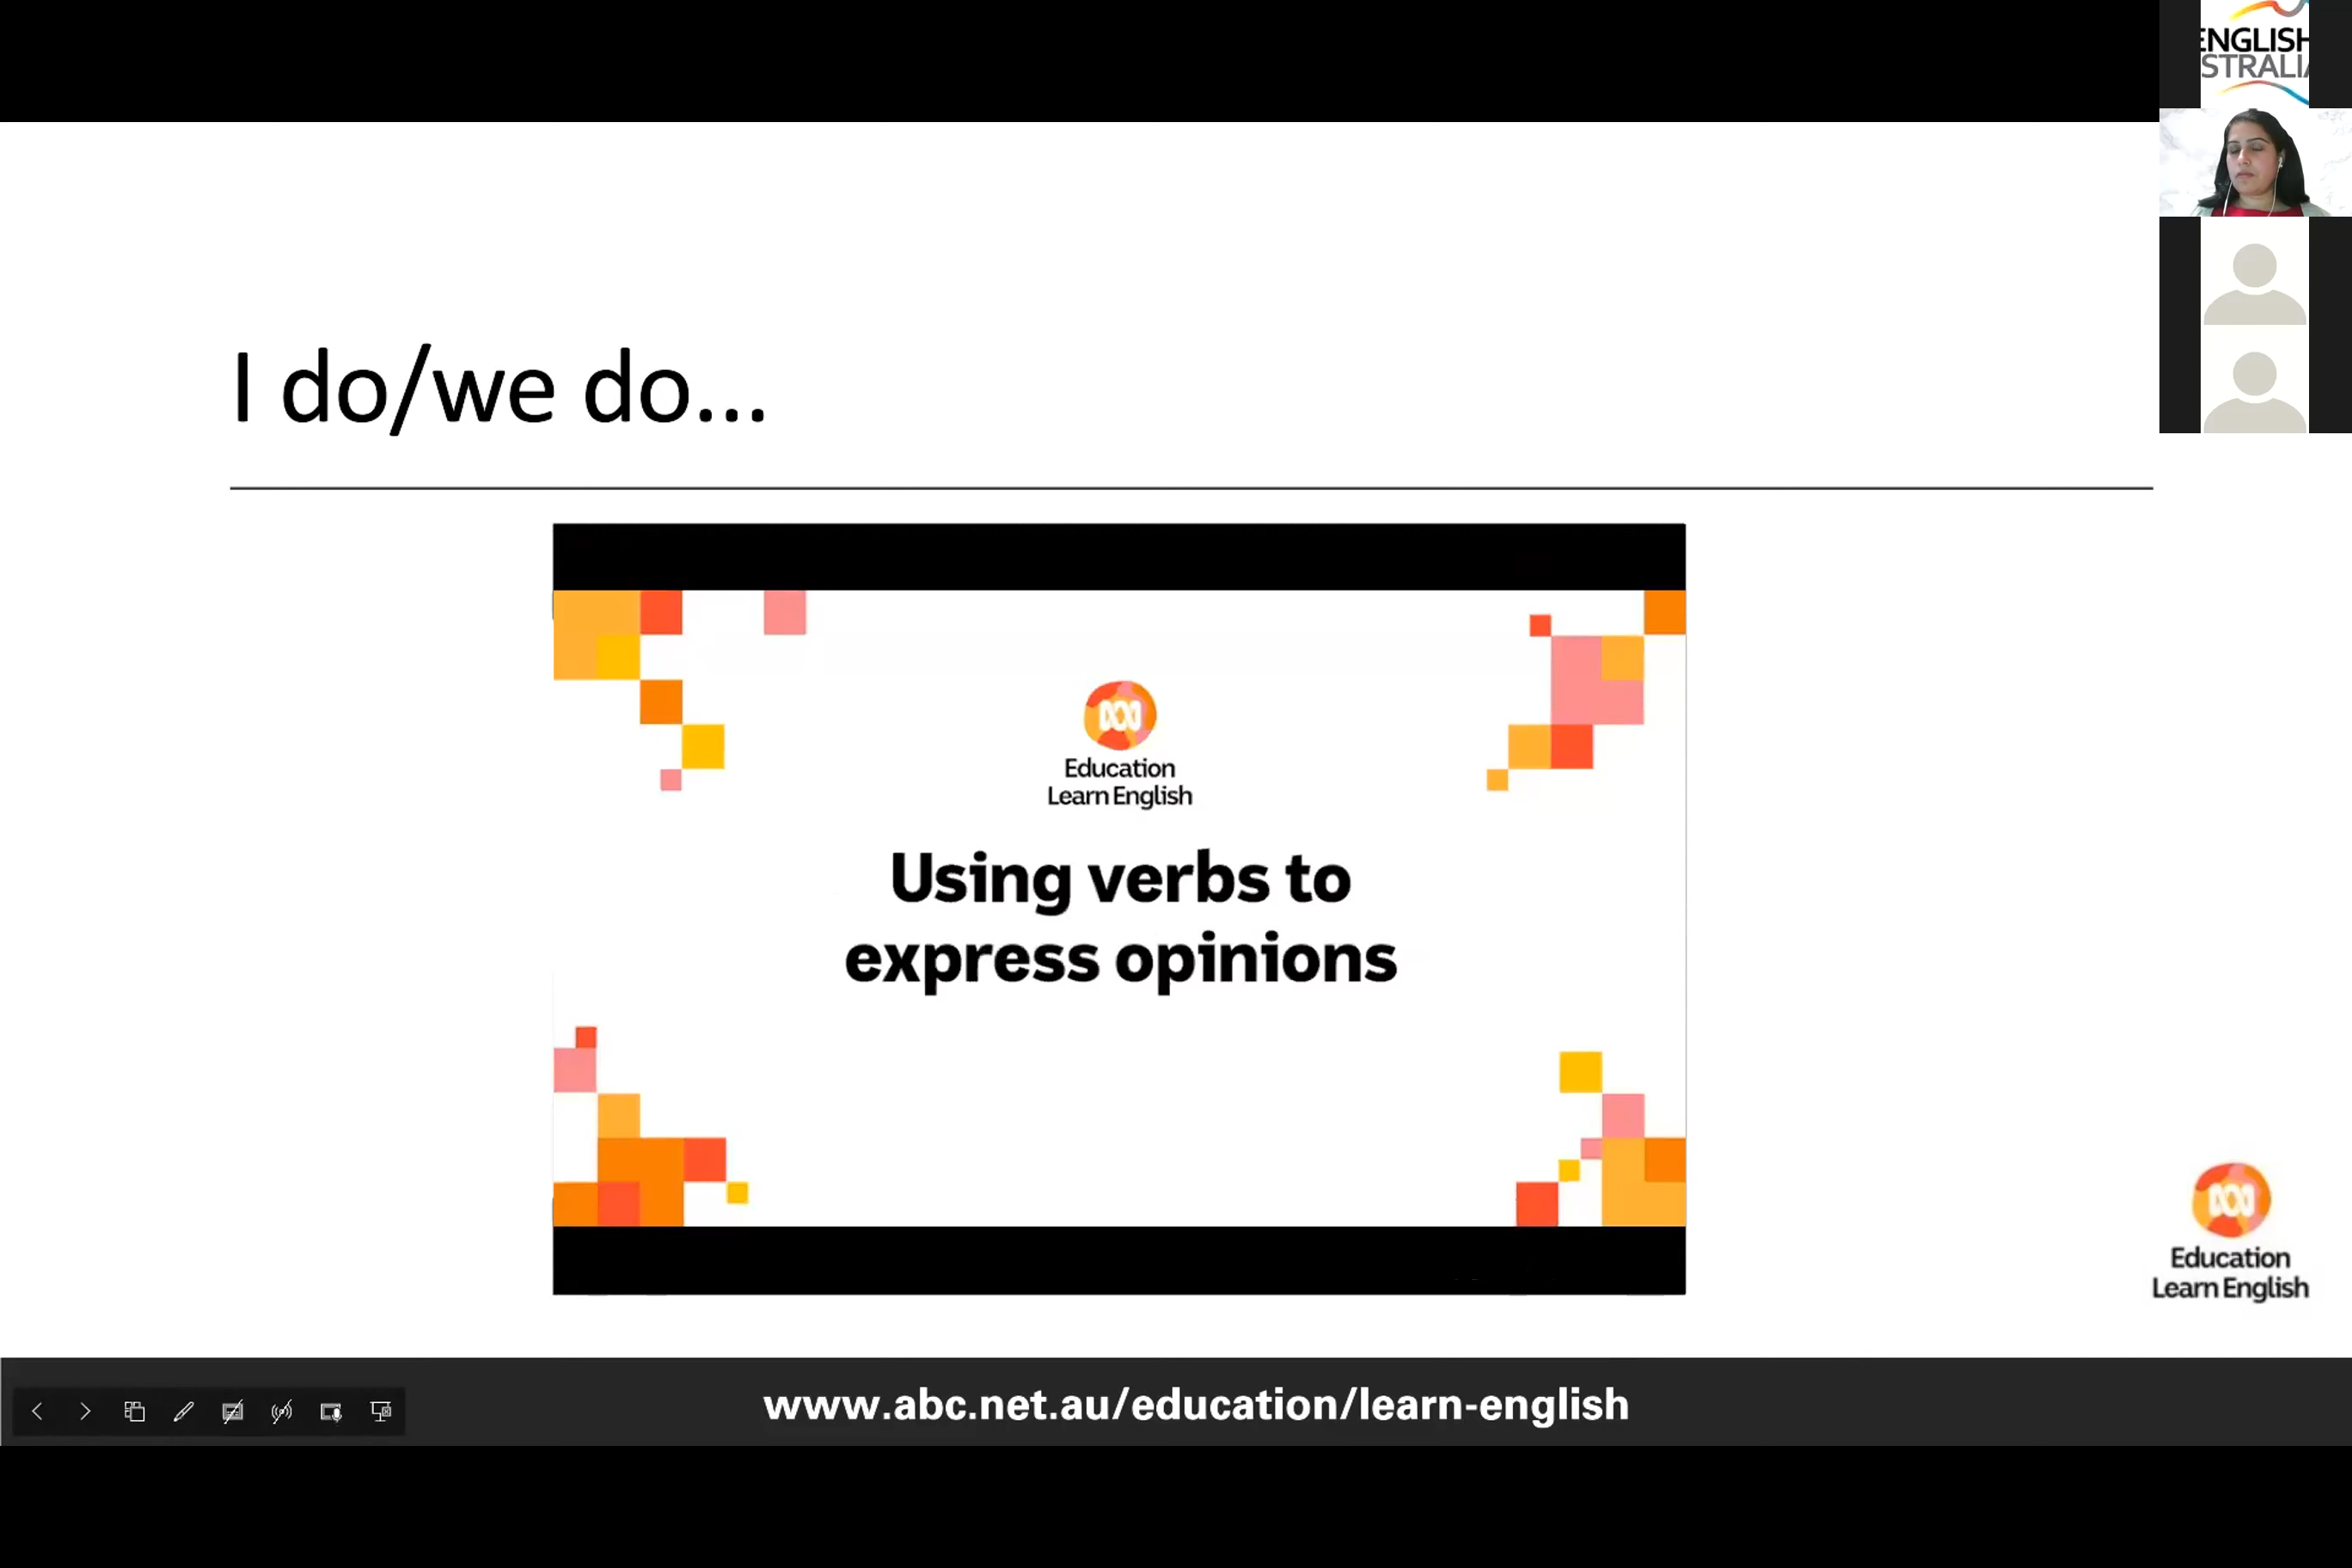 ENGLISH
STRALIA
I do/we do...
Education
Learn English
Using verbs to
express opinions
Education
Learn English
www.abc.net.au/education/learn-english